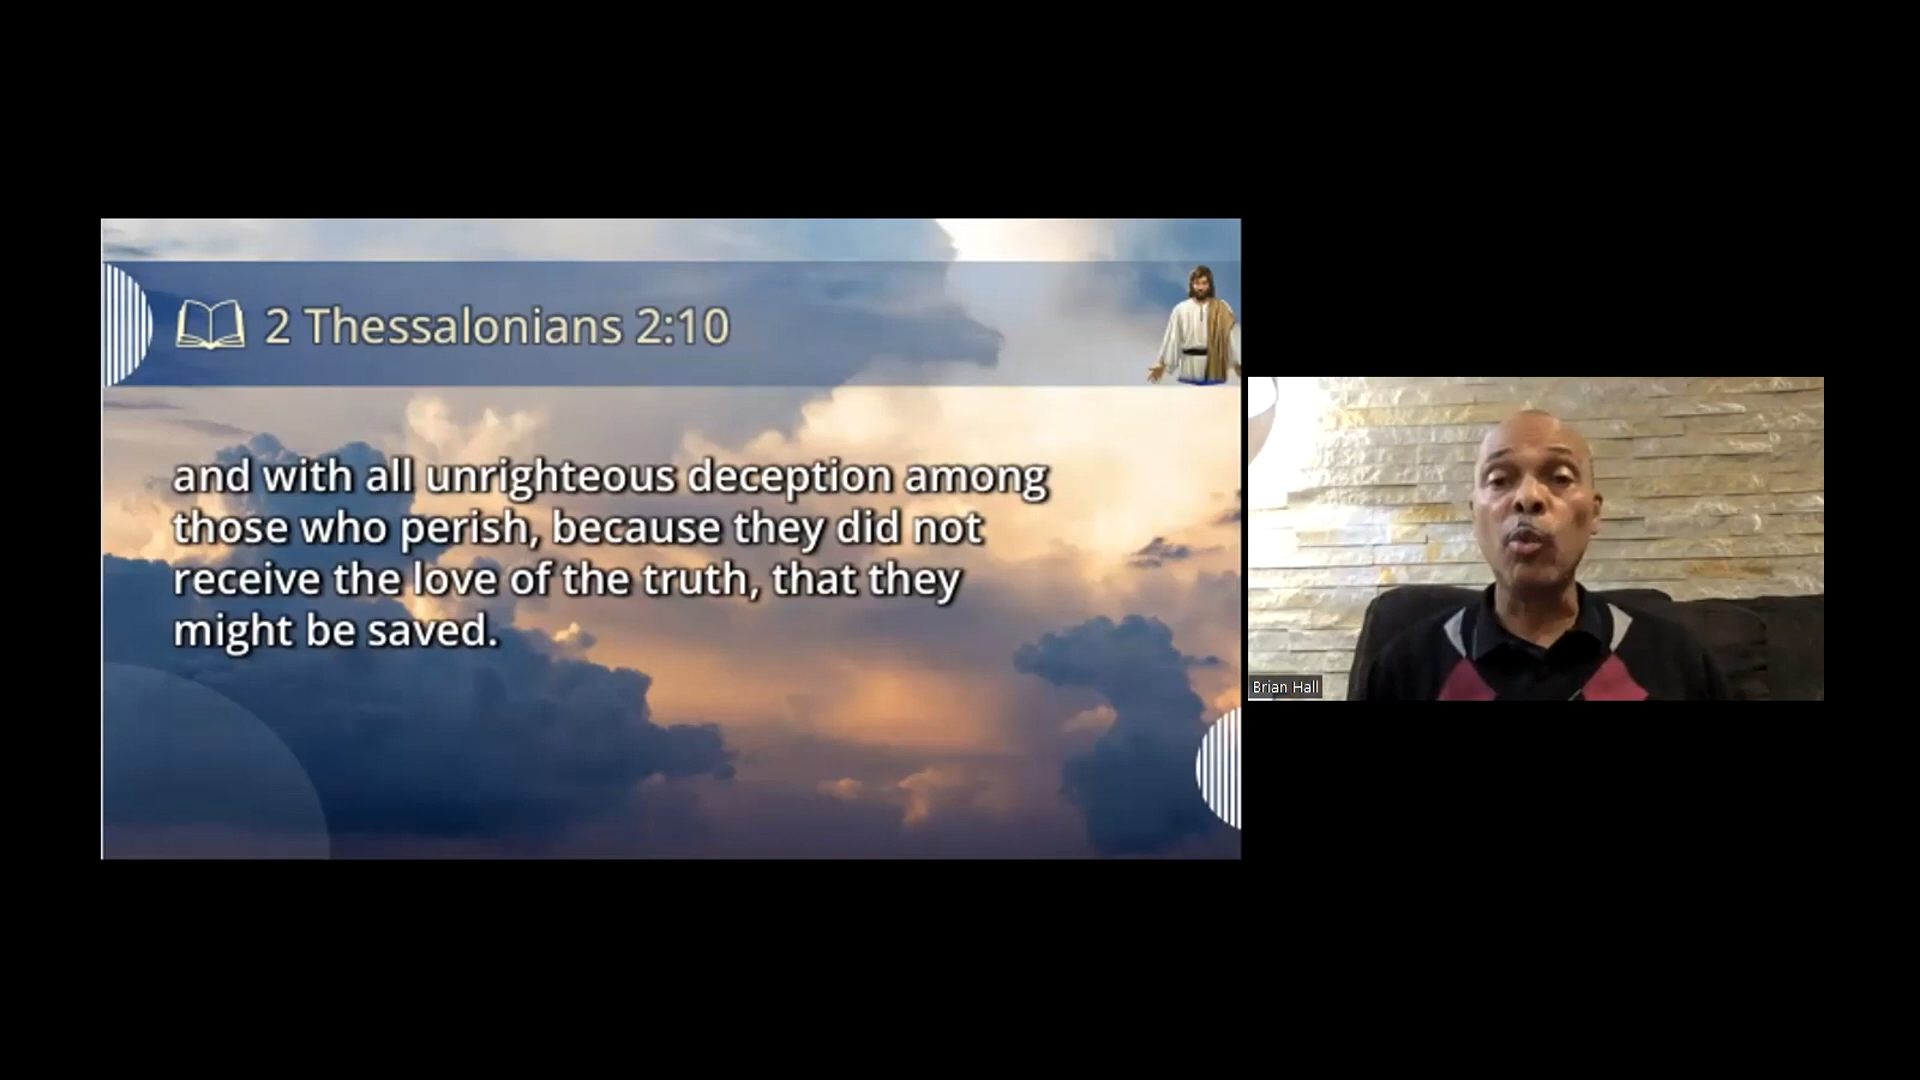 2 Thessalonians 2:10
and with all unrighteous deception among
those who perish, because they did not
receive the love of the truth, that they
might be saved.
Brian Hall